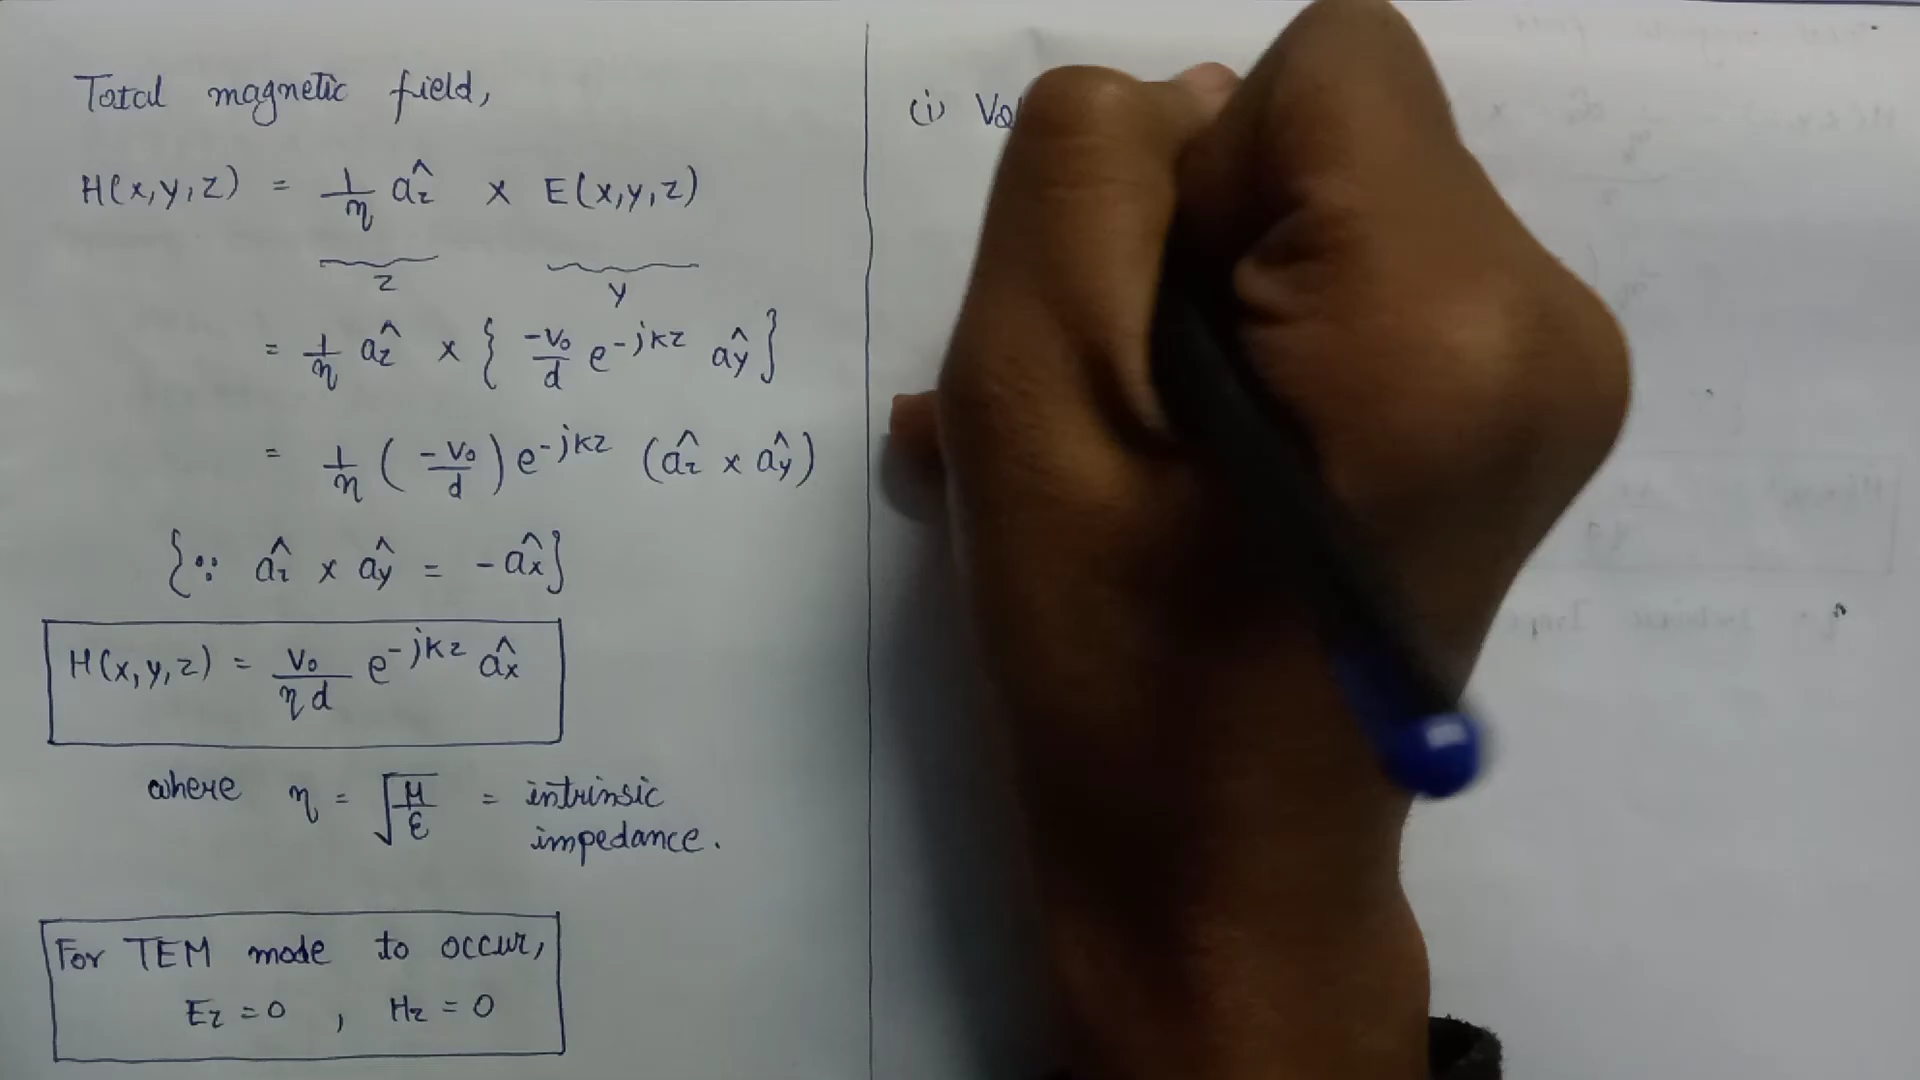 Total magnetic field,
H(x,y,z) = 1/η âz × E(x,y,z)
z y
= 1/η âz × { -V₀/d e^-jkz ây }
= 1/η ( -V₀/d ) e^-jkz (âz × ây)
{∵ âz × ây = -âx}
H(x,y,z) = V₀/ηd e^-jkz âx
where η = √μ/ε = intrinsic
impedance.
For TEM mode to occur,
Ez = 0 , Hz = 0
(i)